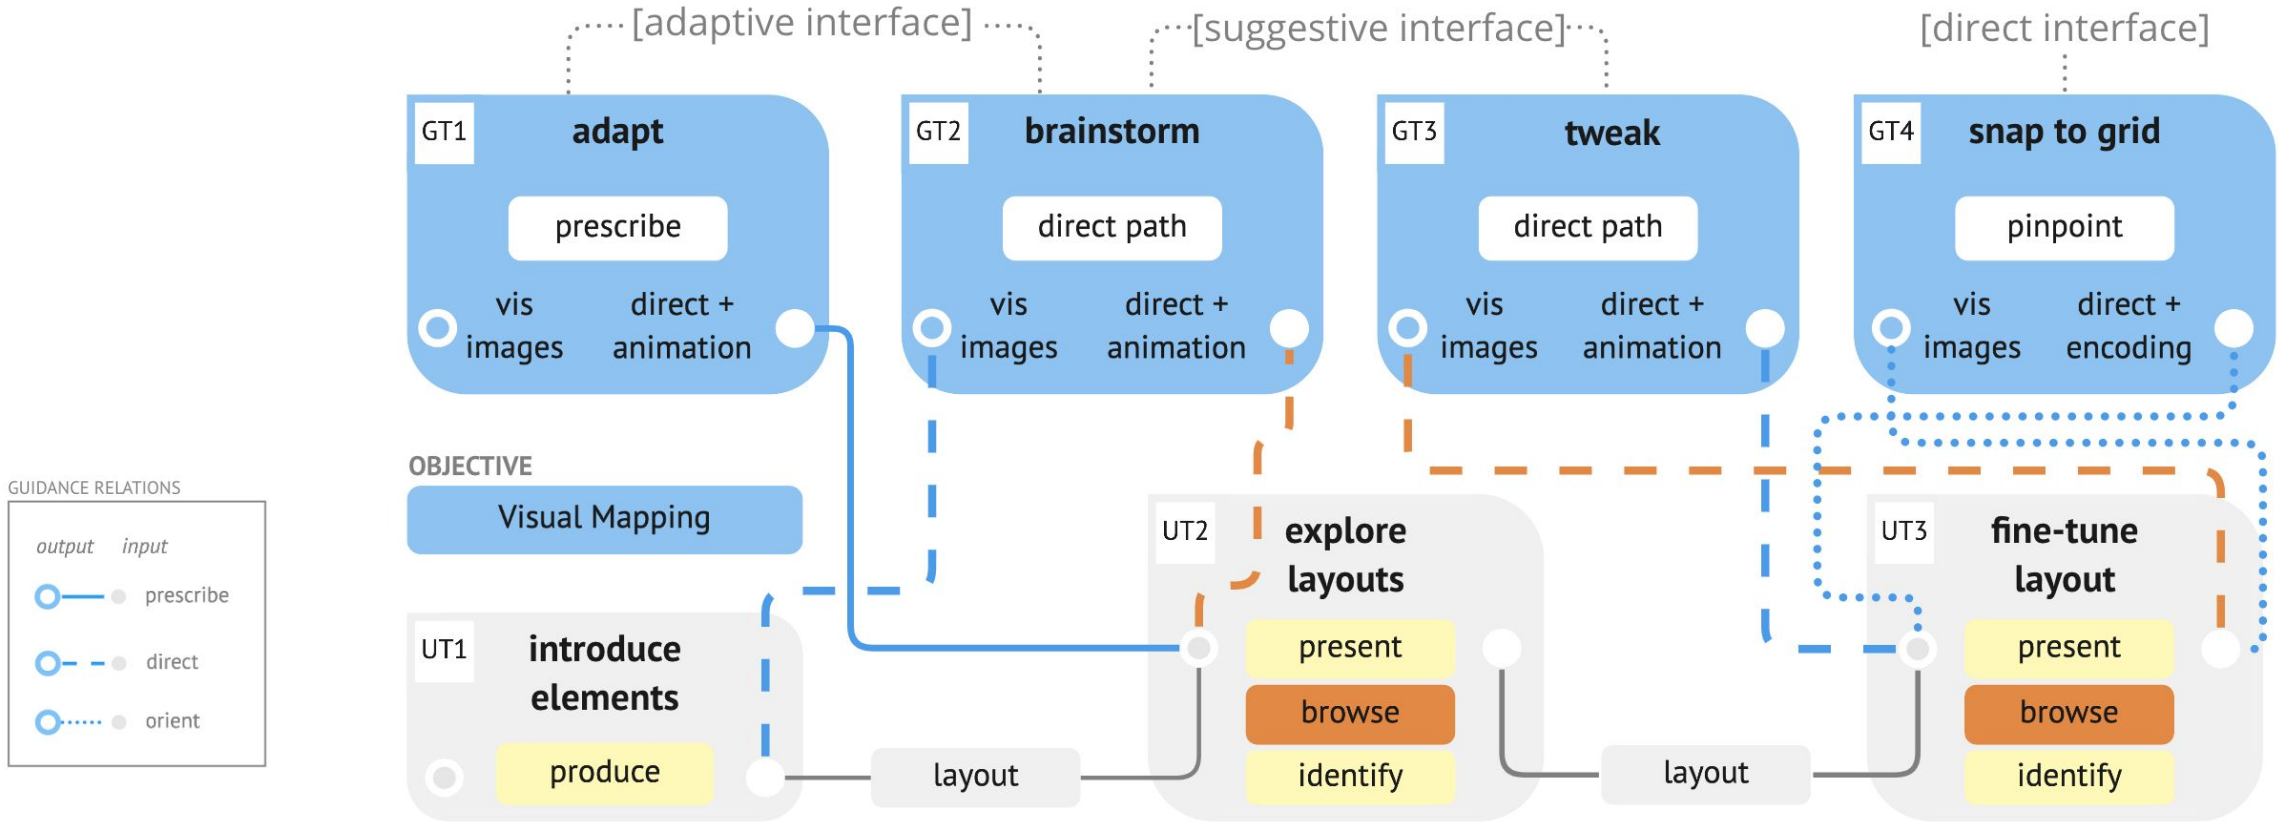 [adaptive interface]
[suggestive interface]
[direct interface]
GT1
adapt
prescribe
vis
images
direct +
animation
GT2
brainstorm
direct path
vis
images
direct +
animation
GT3
tweak
direct path
vis
images
direct +
animation
GT4
snap to grid
pinpoint
vis
images
direct +
encoding
OBJECTIVE
Visual Mapping
GUIDANCE RELATIONS
output input
prescribe
direct
orient
UT1
introduce
elements
produce
layout
UT2
explore
layouts
present
browse
identify
layout
UT3
fine-tune
layout
present
browse
identify